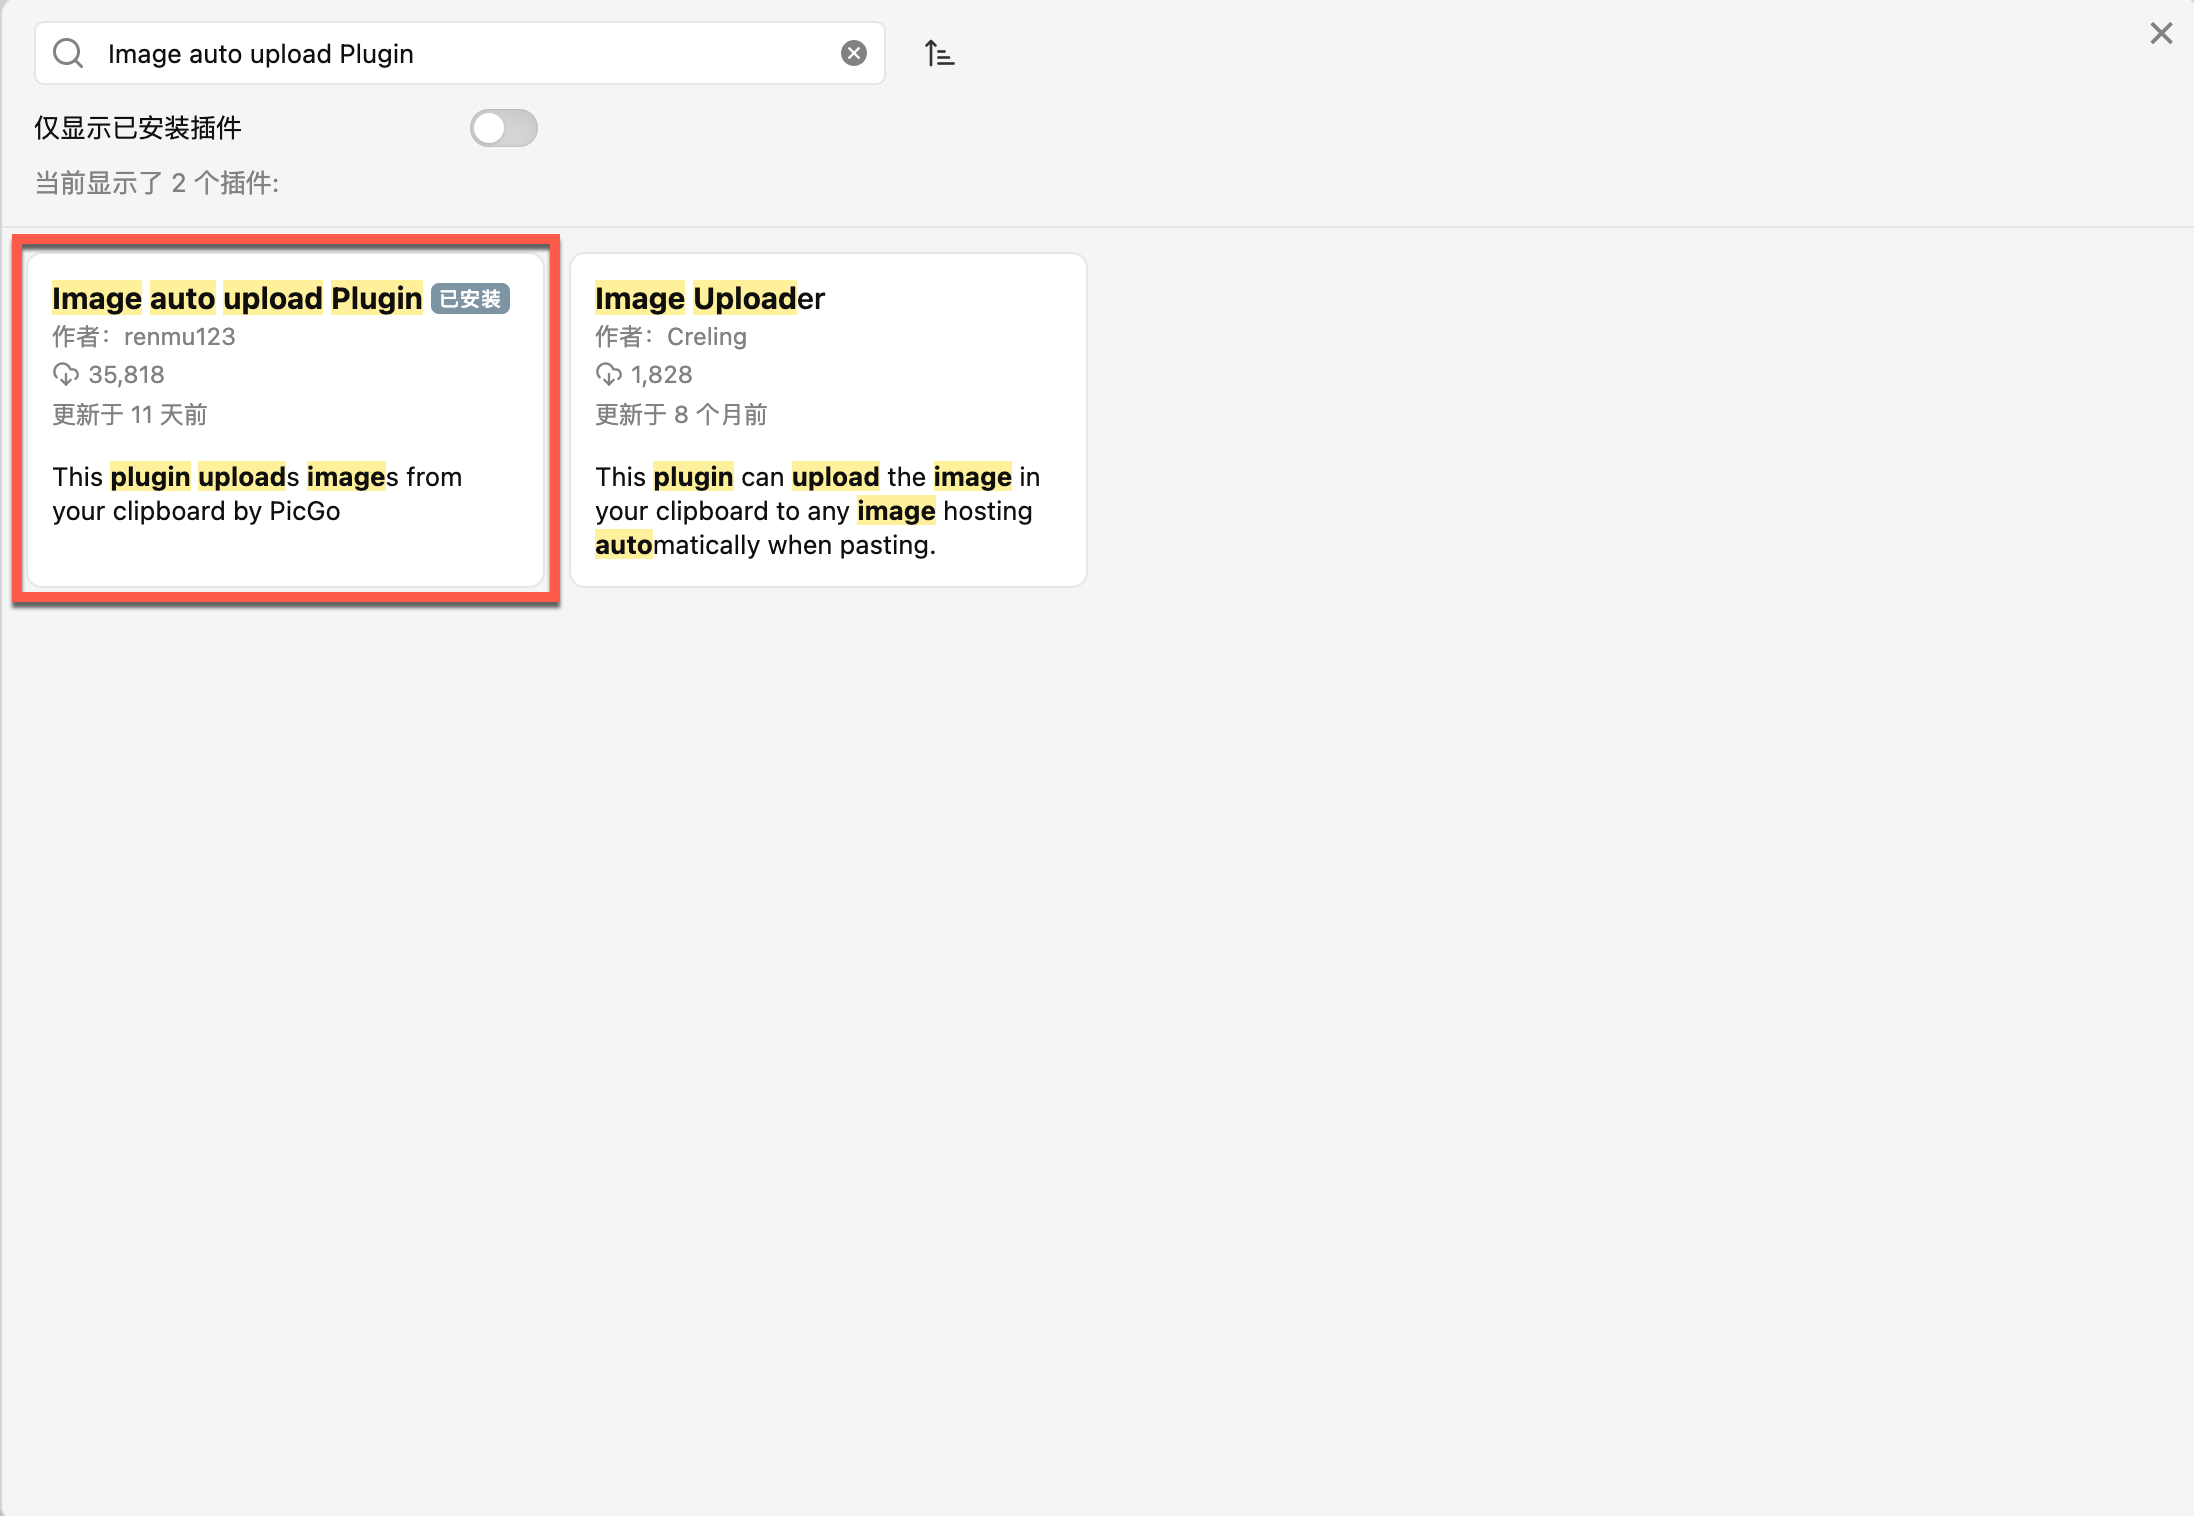 Image auto upload Plugin
仅显示已安装插件
当前显示了 2 个插件:
Image auto upload Plugin 已安装
作者：renmu123
35,818
更新于 11 天前
This plugin uploads images from
your clipboard by PicGo
Image Uploader
作者：Creling
1,828
更新于 8 个月前
This plugin can upload the image in
your clipboard to any image hosting
automatically when pasting.